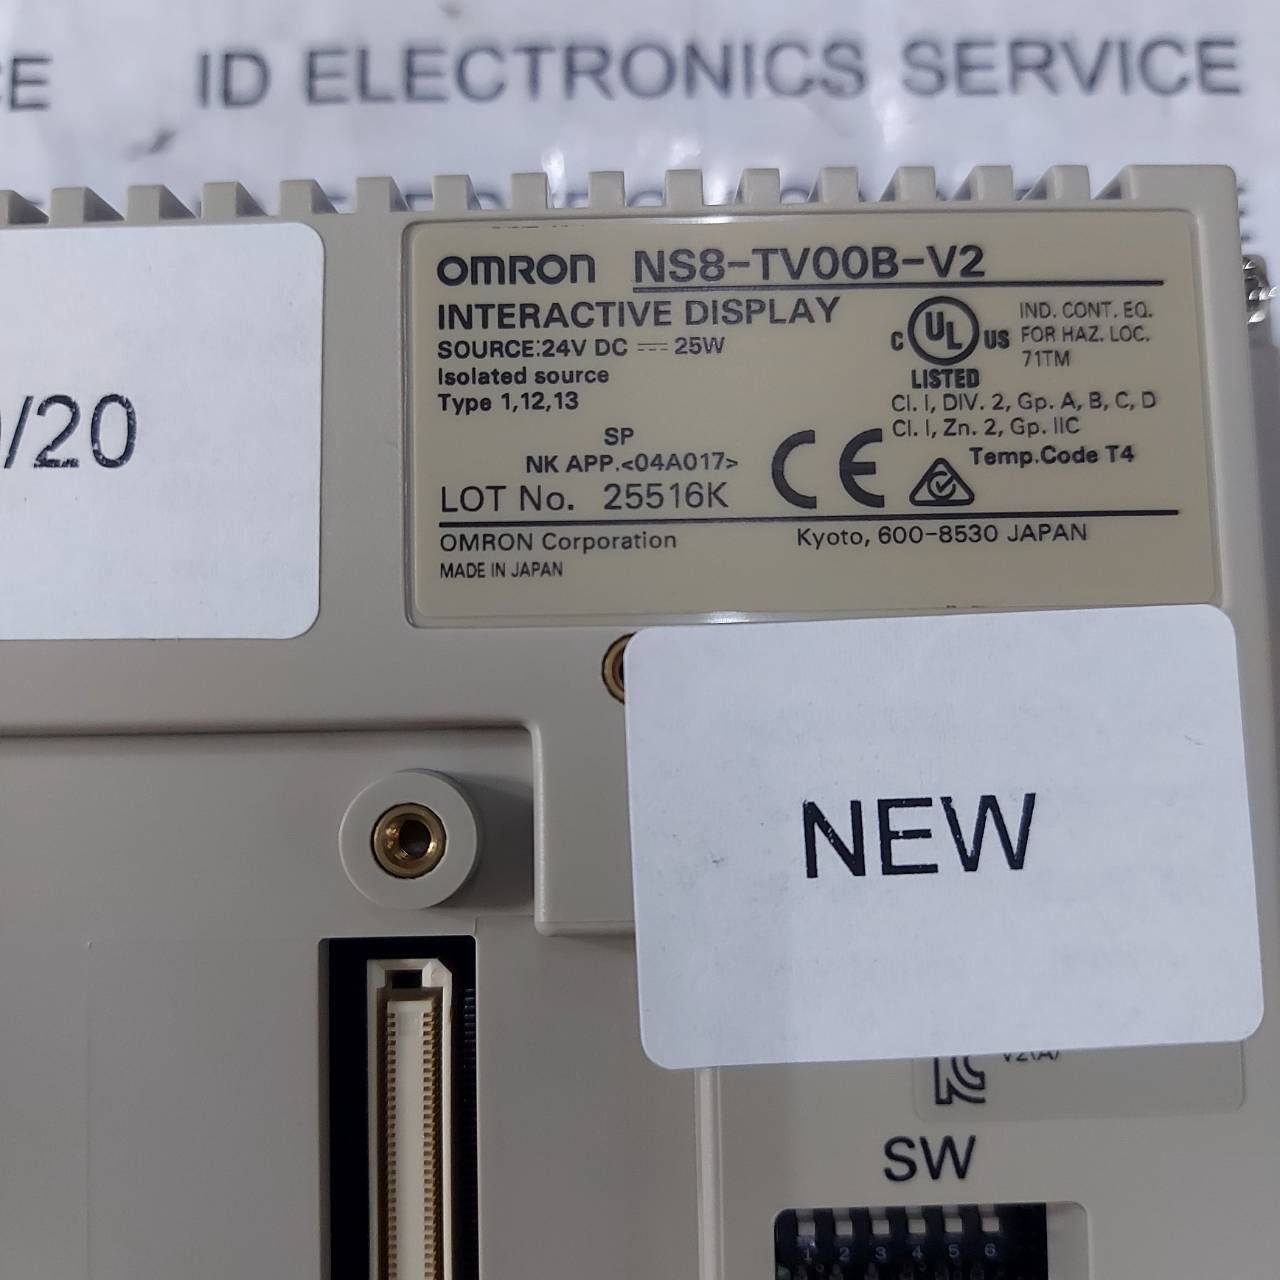 CE ID ELECTRONICS SERVICE
/20
OMRON NS8-TV00B-V2
INTERACTIVE DISPLAY
SOURCE:24V DC 25W
Isolated source
Type 1,12,13
SP
NK APP.<04A017>
LOT No. 25516K
C UL US
LISTED
IND. CONT. EQ.
FOR HAZ. LOC.
71TM
Cl. I, DIV. 2, Gp. A, B, C, D
Cl. I, Zn. 2, Gp. IIC
Temp.Code T4
CE
OMRON Corporation
Kyoto, 600-8530 JAPAN
MADE IN JAPAN
NEW
V2(A)
SW
1 2 3 4 5 6